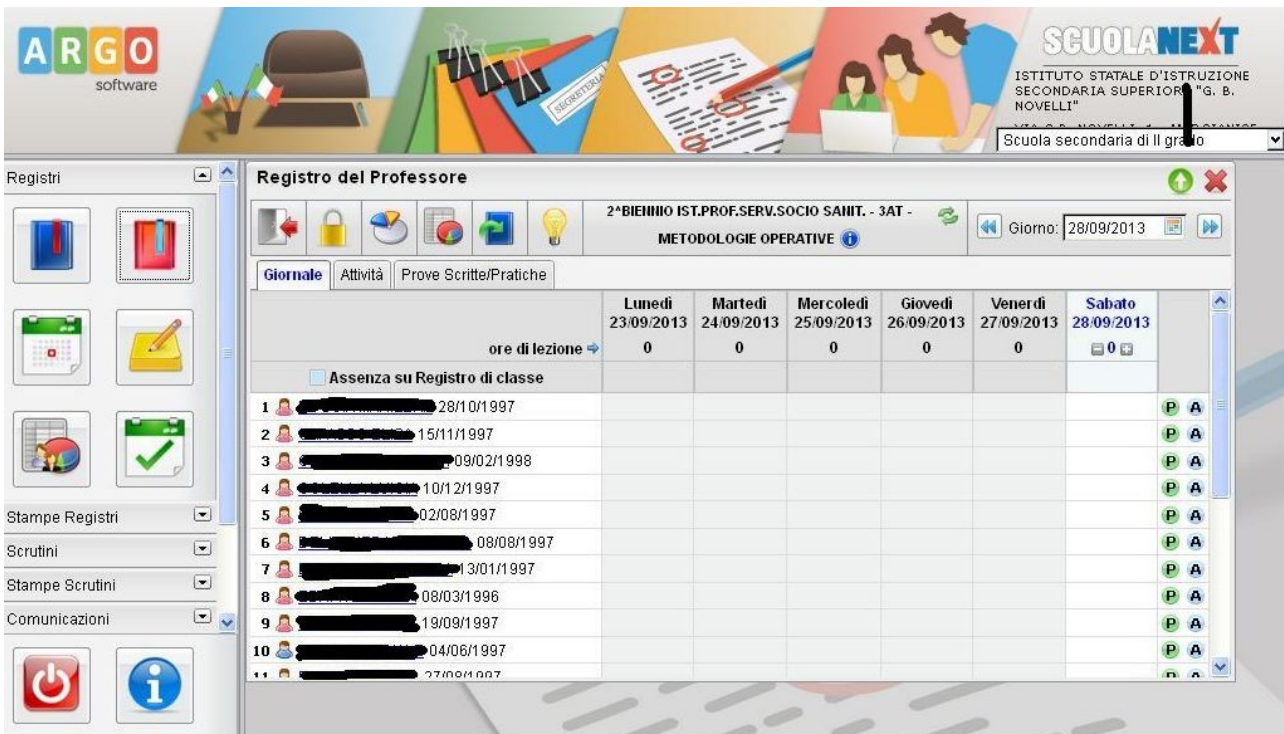 ARGO
software
SEGRETERIA
SCUOLANEXT
ISTITUTO STATALE D'ISTRUZIONE
SECONDARIA SUPERIORE "G. B.
NOVELLI"
Scuola secondaria di II grado
Registri
Stampe Registri
Scrutini
Stampe Scrutini
Comunicazioni
Registro del Professore
2^BIENNIO IST.PROF.SERV.SOCIO SANIT. - 3AT -
METODOLOGIE OPERATIVE
Giorno: 28/09/2013
Giornale Attività Prove Scritte/Pratiche
Lunedì Martedì Mercoledì Giovedì Venerdì Sabato
23/09/2013 24/09/2013 25/09/2013 26/09/2013 27/09/2013 28/09/2013
ore di lezione 0 0 0 0 0 0
Assenza su Registro di classe
1 28/10/1997 P A
2 15/11/1997 P A
3 09/02/1998 P A
4 10/12/1997 P A
5 02/08/1997 P A
6 08/08/1997 P A
7 13/01/1997 P A
8 08/03/1996 P A
9 19/09/1997 P A
10 04/06/1997 P A
11